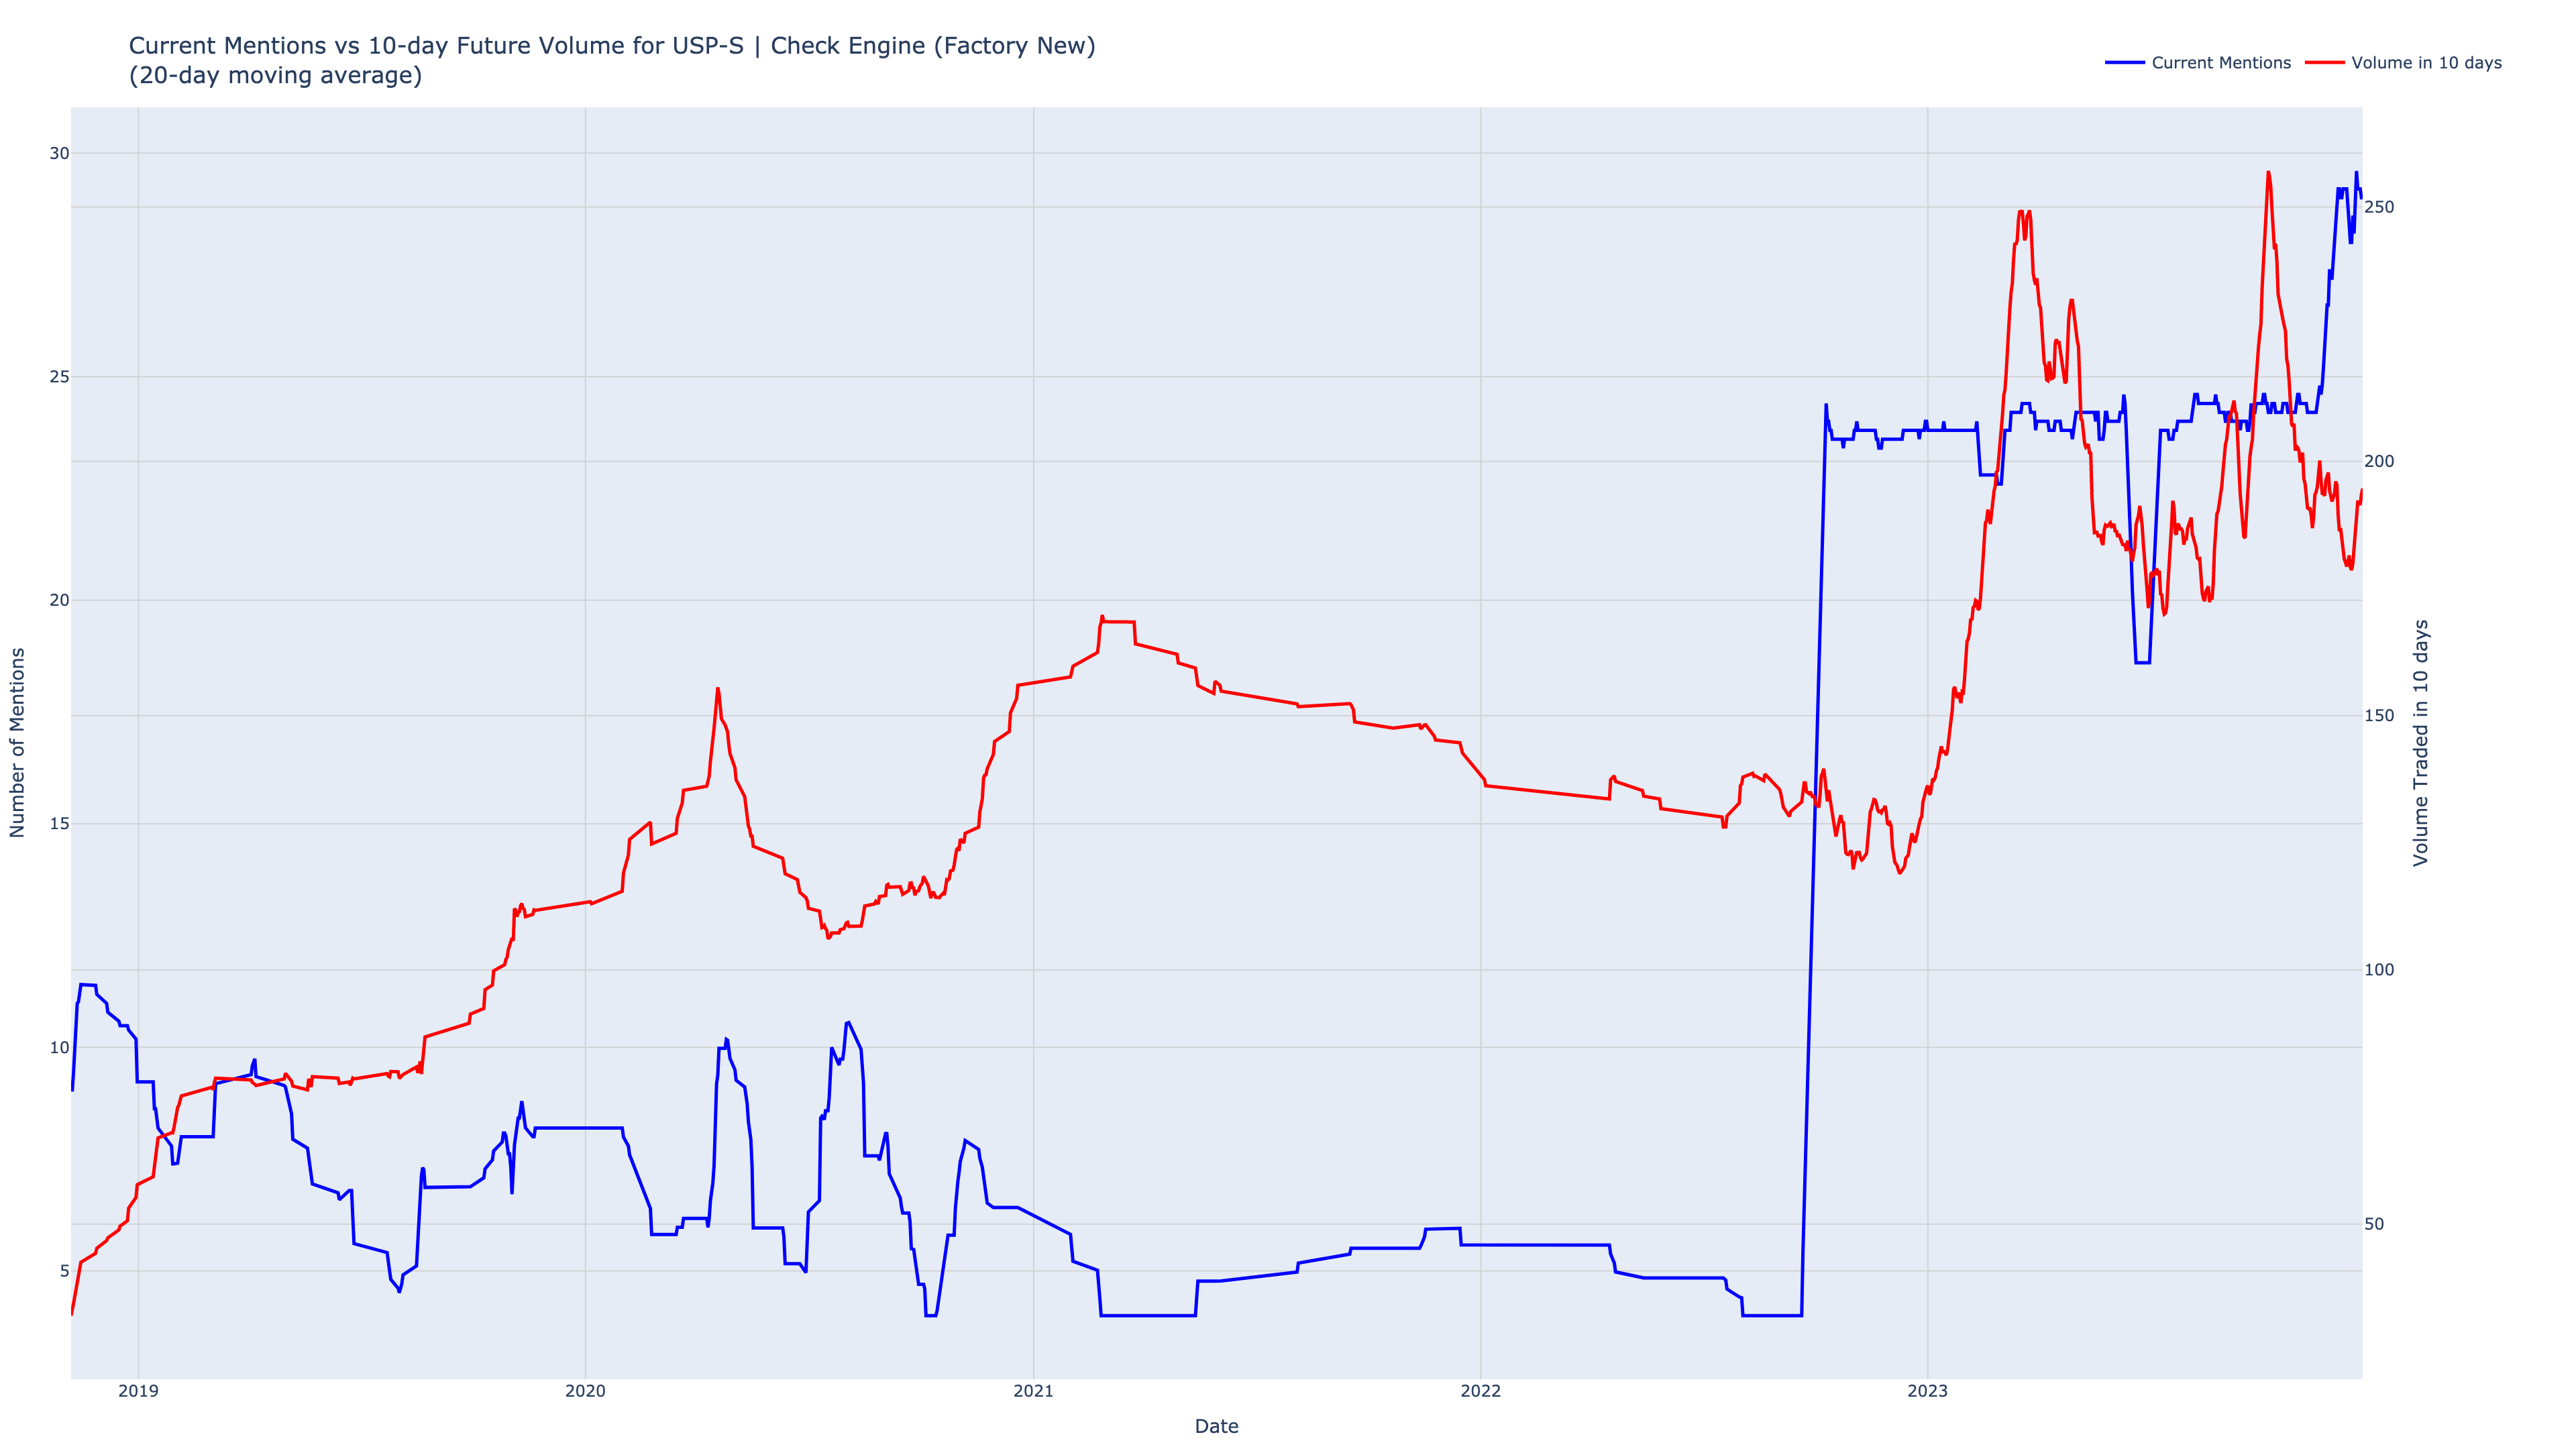 Current Mentions vs 10-day Future Volume for USP-S | Check Engine (Factory New)
(20-day moving average)
Current Mentions
Volume in 10 days
30
25
20
15
10
5
Number of Mentions
250
200
150
100
50
Volume Traded in 10 days
2019
2020
2021
2022
2023
Date